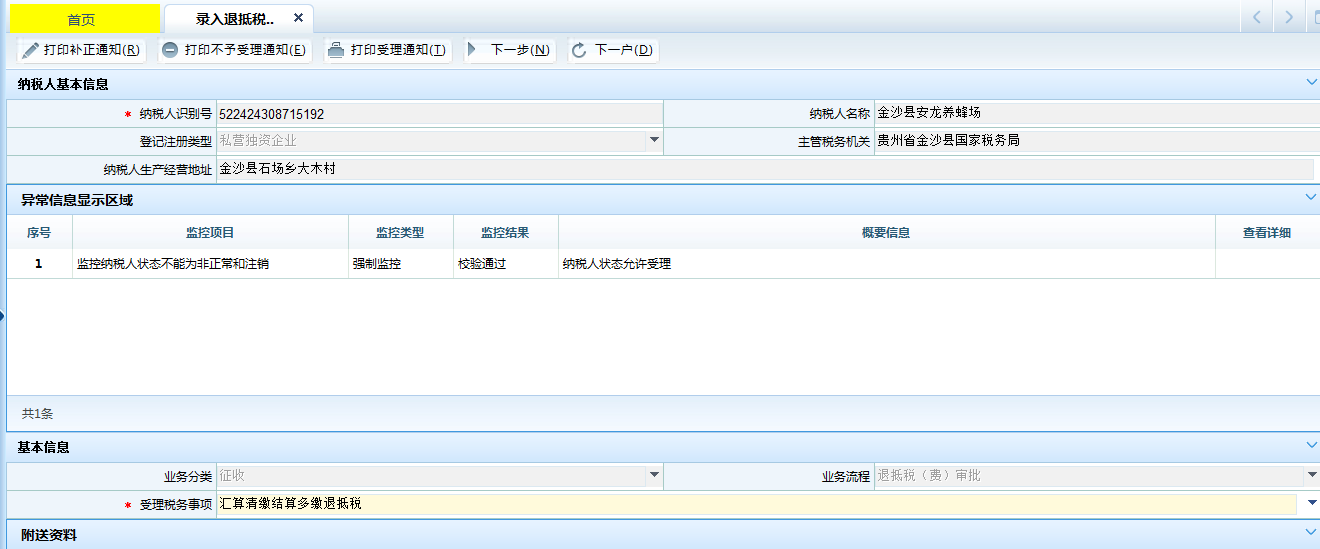 首页 录入退抵税..
打印补正通知(R) 打印不予受理通知(E) 打印受理通知(T) 下一步(N) 下一户(D)
纳税人基本信息
* 纳税人识别号 522424308715192 纳税人名称 金沙县安龙养蜂场
登记注册类型 私营独资企业 主管税务机关 贵州省金沙县国家税务局
纳税人生产经营地址 金沙县石场乡大木村
异常信息显示区域
序号 监控项目 监控类型 监控结果 概要信息 查看详细
1 监控纳税人状态不能为非正常和注销 强制监控 校验通过 纳税人状态允许受理
共1条
基本信息
业务分类 征收 业务流程 退抵税（费）审批
* 受理税务事项 汇算清缴结算多缴退抵税
附送资料